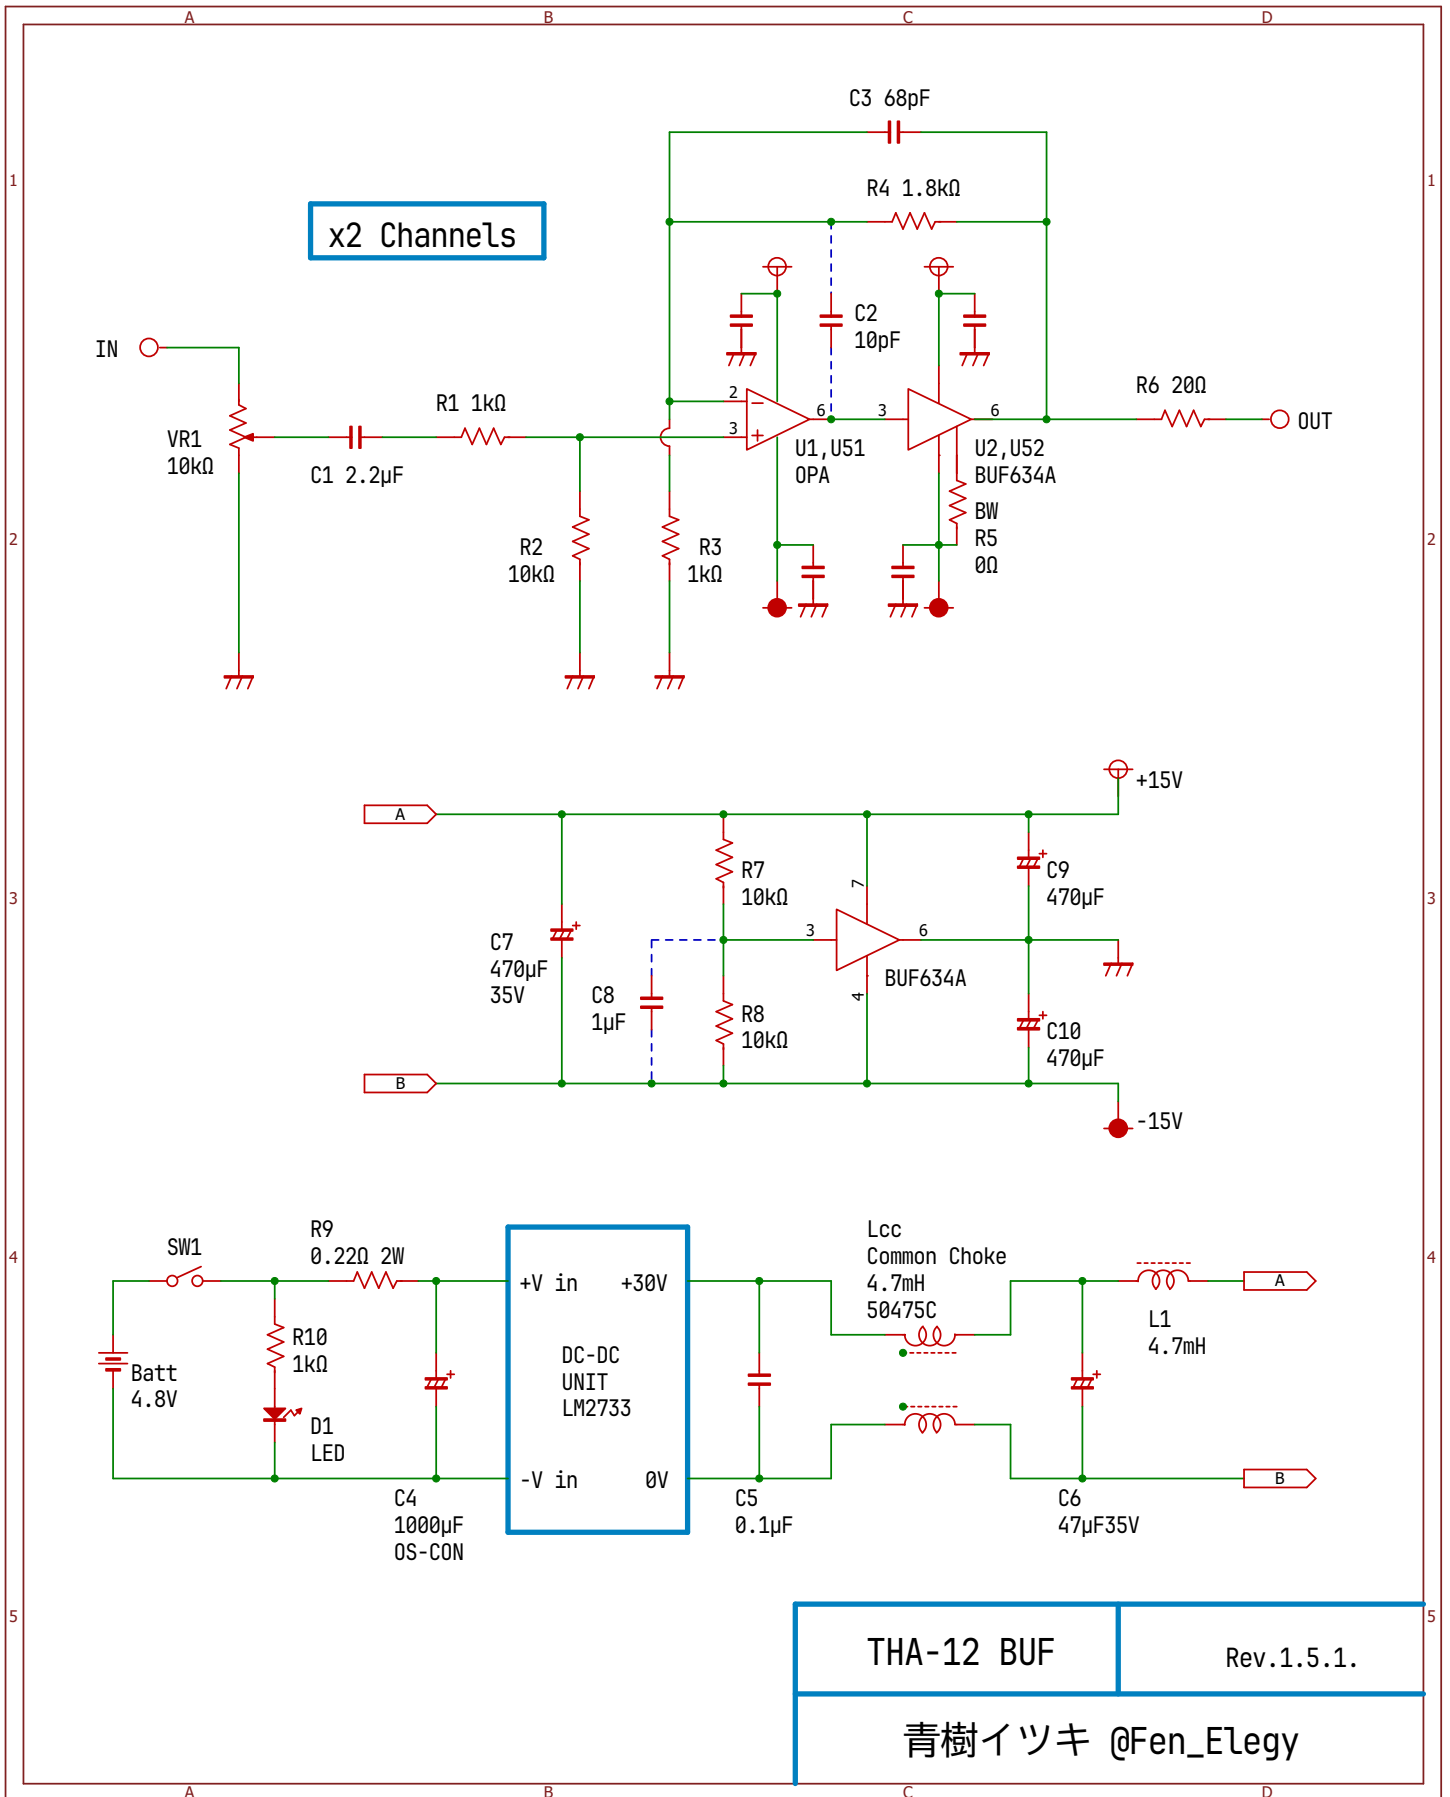 A
B
C
D
1
1
C3 68pF
R4 1.8kΩ
x2 Channels
C2
10pF
IN
R1 1kΩ
VR1
10kΩ
C1 2.2µF
2
3
6
3
6
R6 20Ω
OUT
U1,U51
OPA
U2,U52
BUF634A
BW
R5
0Ω
2
2
R2
10kΩ
R3
1kΩ
+15V
A
R7
10kΩ
7
C9
470µF
3
3
3
6
C7
470µF
35V
BUF634A
4
C8
1µF
R8
10kΩ
C10
470µF
B
-15V
4
4
SW1
R9
0.22Ω 2W
+V in
+30V
Lcc
Common Choke
4.7mH
50475C
A
L1
4.7mH
R10
1kΩ
DC-DC
UNIT
LM2733
Batt
4.8V
D1
LED
-V in
0V
B
C4
1000µF
OS-CON
C5
0.1µF
C6
47µF35V
5
5
THA-12 BUF
Rev.1.5.1.
青樹イツキ @Fen_Elegy
A
B
C
D